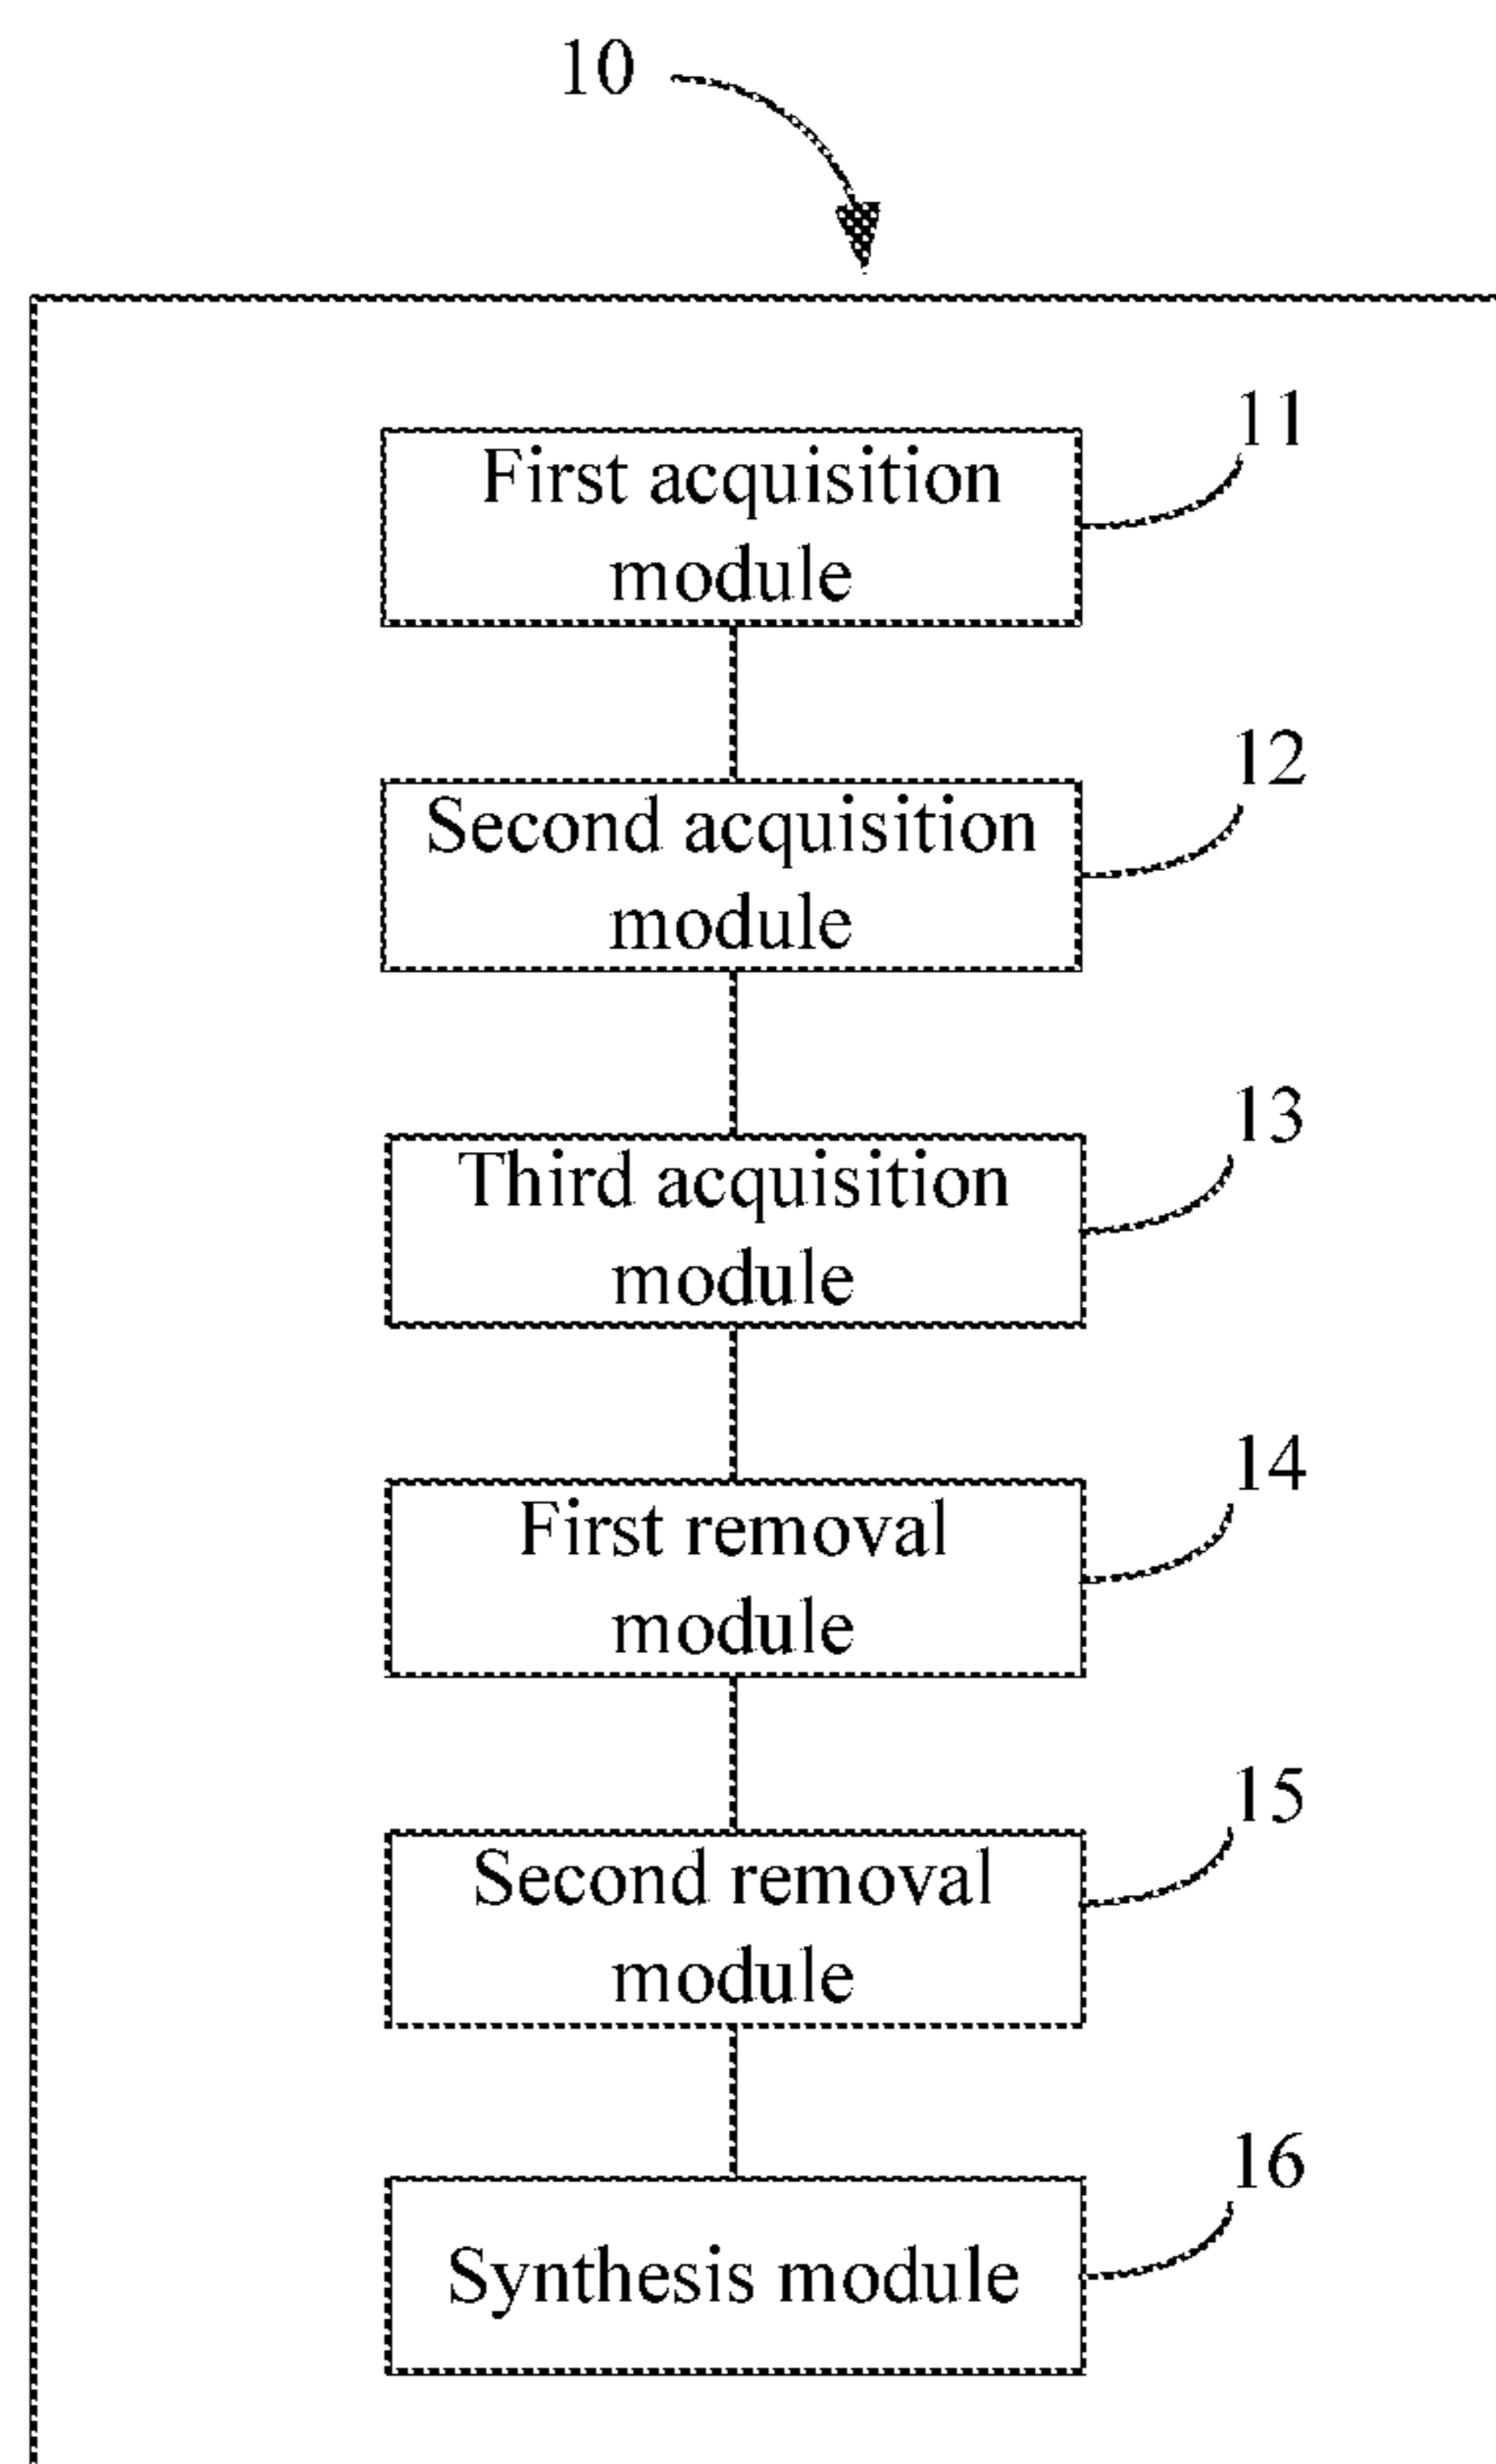 10
11
First acquisition
module
12
Second acquisition
module
13
Third acquisition
module
14
First removal
module
15
Second removal
module
16
Synthesis module